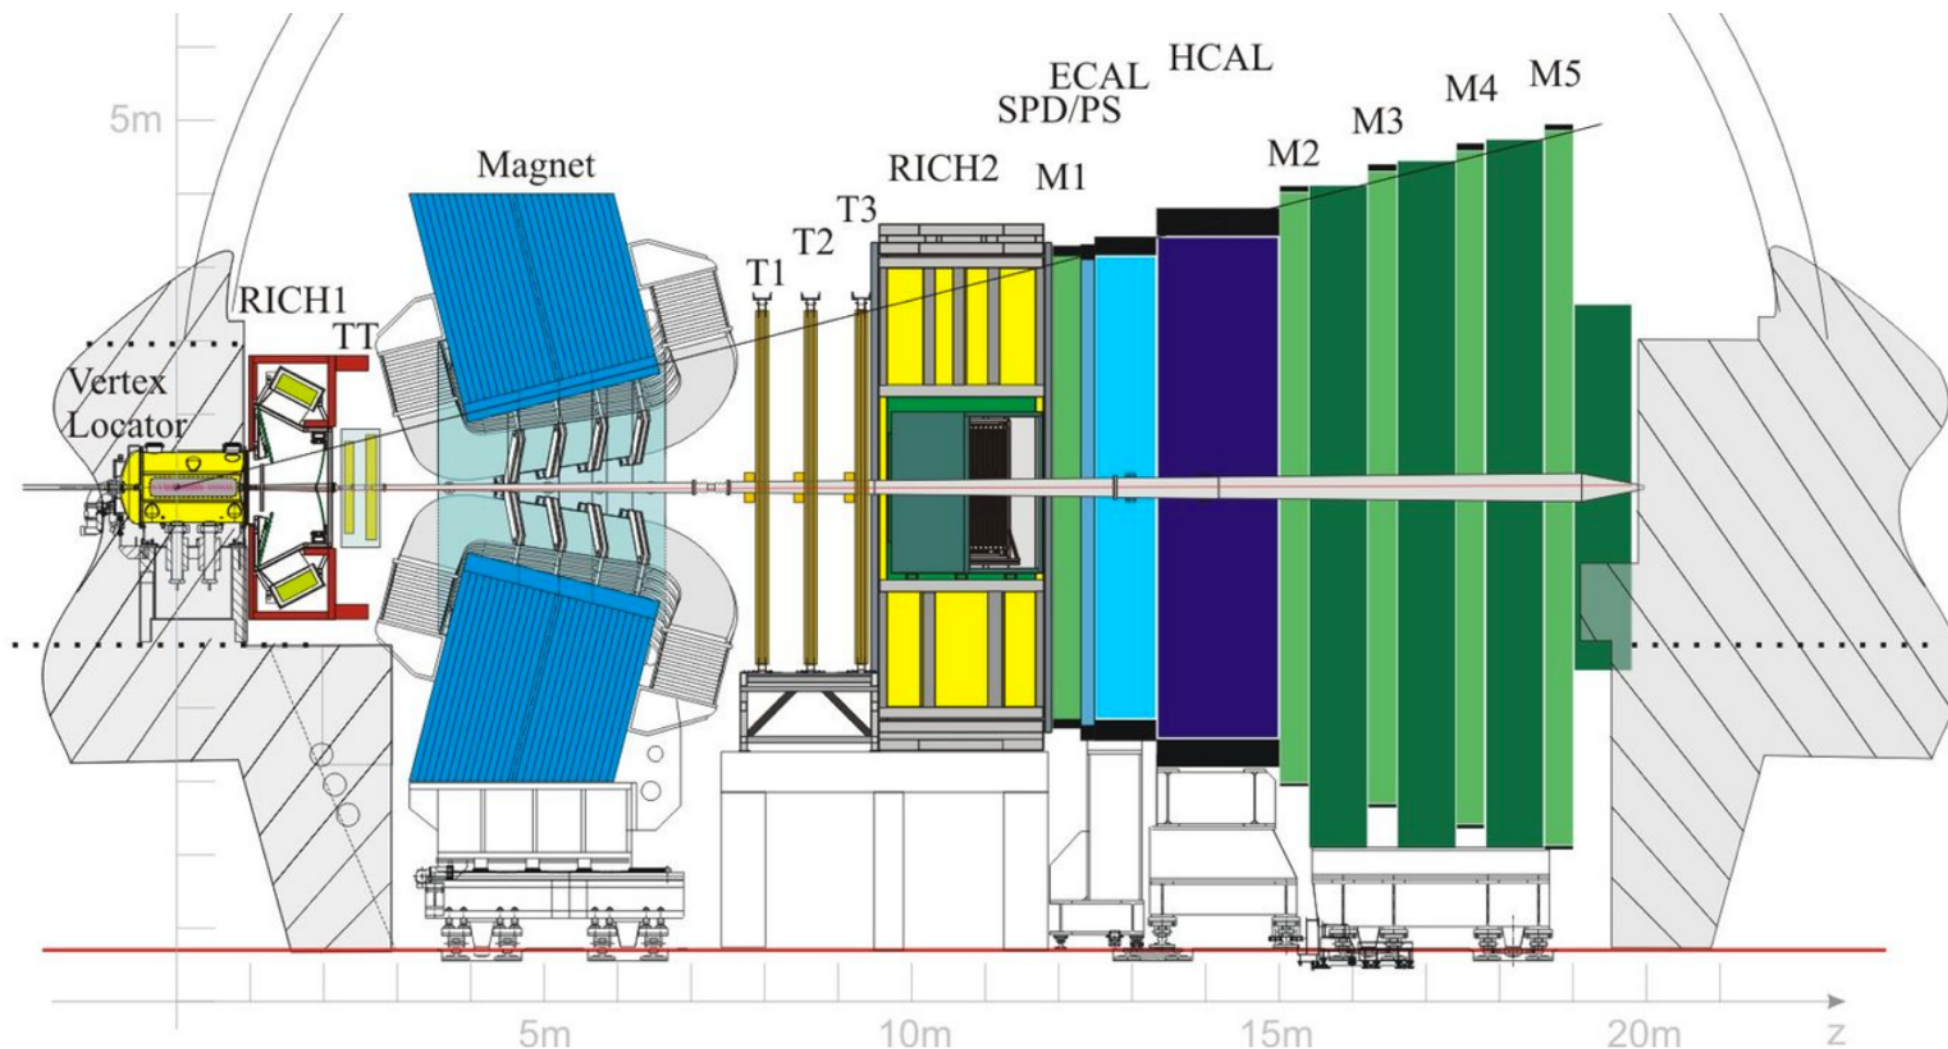 HCAL
ECAL
M5
M4
SPD/PS
5m
M3
Magnet
RICH2
M1
M2
T3
T2
T1
RICH1
TT
Vertex
Locator
5m
10m
15m
20m
z